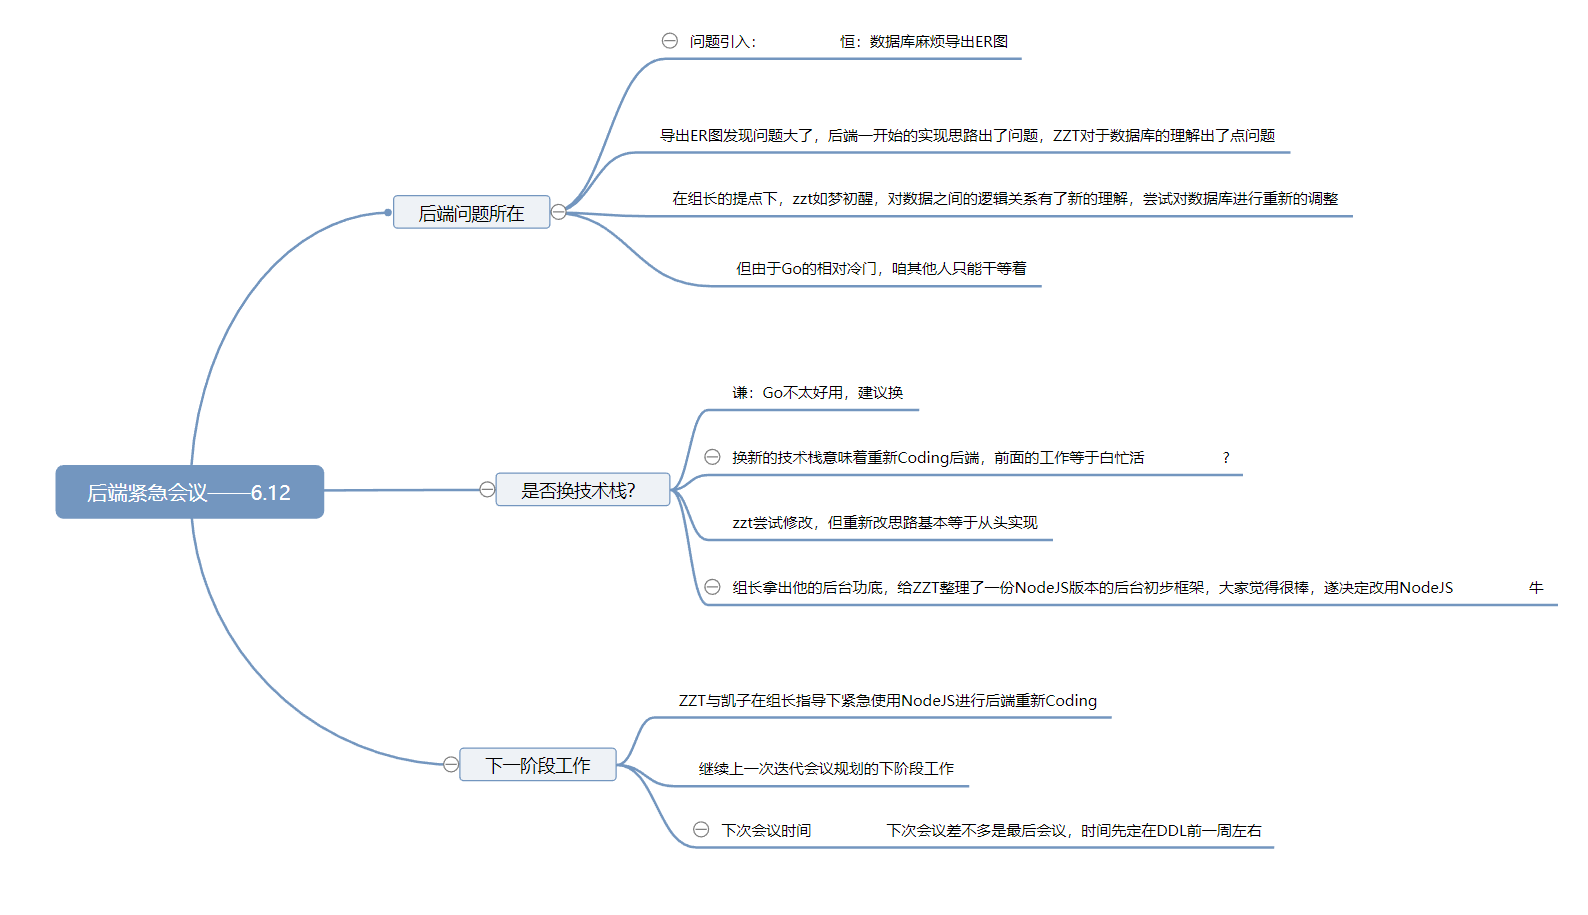 后端紧急会议——6.12
后端问题所在
问题引入： 恒：数据库麻烦导出ER图
导出ER图发现问题大了，后端一开始的实现思路出了问题，ZZT对于数据库的理解出了点问题
在组长的提点下，zzt如梦初醒，对数据之间的逻辑关系有了新的理解，尝试对数据库进行重新的调整
但由于Go的相对冷门，咱其他人只能干等着
是否换技术栈？
谦：Go不太好用，建议换
换新的技术栈意味着重新Coding后端，前面的工作等于白忙活 ？
zzt尝试修改，但重新改思路基本等于从头实现
组长拿出他的后台功底，给ZZT整理了一份NodeJS版本的后台初步框架，大家觉得很棒，遂决定改用NodeJS 牛
下一阶段工作
ZZT与凯子在组长指导下紧急使用NodeJS进行后端重新Coding
继续上一次迭代会议规划的下阶段工作
下次会议时间 下次会议差不多是最后会议，时间先定在DDL前一周左右